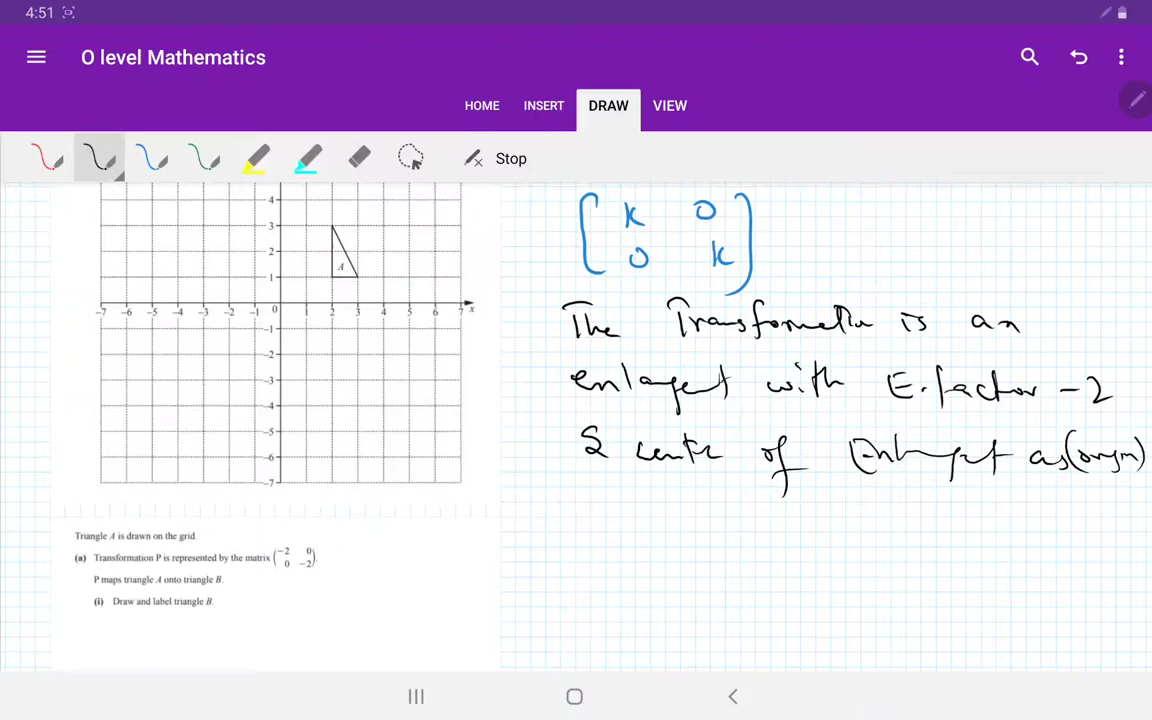 4:51
O level Mathematics
HOME INSERT DRAW VIEW
Stop
4
3
2
A
1
-7 -6 -5 -4 -3 -2 -1 0 1 2 3 4 5 6 7 x
-1
-2
-3
-4
-5
-6
-7
Triangle A is drawn on the grid.
(a) Transformation P is represented by the matrix (-2 0
0 -2).
P maps triangle A onto triangle B.
(i) Draw and label triangle B.
k 0
0 k
The Transformation is an
enlagent with E.factor -2
& centre of as (origin)